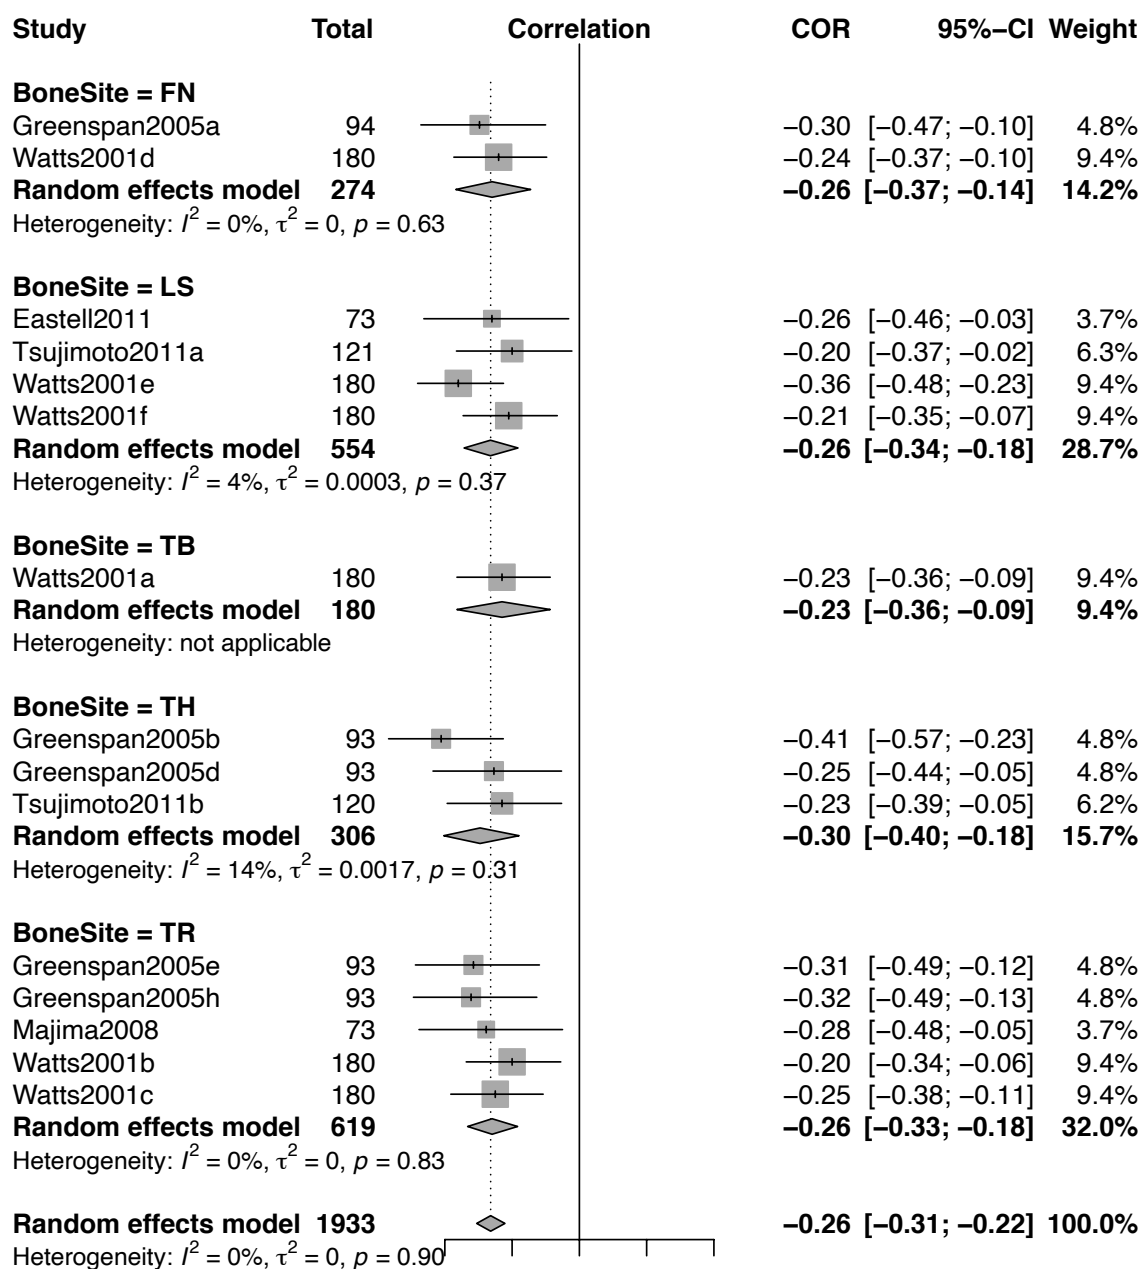 Study Total Correlation COR 95%−CI Weight
BoneSite = FN
Greenspan2005a 94 −0.30 [−0.47; −0.10] 4.8%
Watts2001d 180 −0.24 [−0.37; −0.10] 9.4%
Random effects model 274 −0.26 [−0.37; −0.14] 14.2%
Heterogeneity: I² = 0%, τ² = 0, p = 0.63
BoneSite = LS
Eastell2011 73 −0.26 [−0.46; −0.03] 3.7%
Tsujimoto2011a 121 −0.20 [−0.37; −0.02] 6.3%
Watts2001e 180 −0.36 [−0.48; −0.23] 9.4%
Watts2001f 180 −0.21 [−0.35; −0.07] 9.4%
Random effects model 554 −0.26 [−0.34; −0.18] 28.7%
Heterogeneity: I² = 4%, τ² = 0.0003, p = 0.37
BoneSite = TB
Watts2001a 180 −0.23 [−0.36; −0.09] 9.4%
Random effects model 180 −0.23 [−0.36; −0.09] 9.4%
Heterogeneity: not applicable
BoneSite = TH
Greenspan2005b 93 −0.41 [−0.57; −0.23] 4.8%
Greenspan2005d 93 −0.25 [−0.44; −0.05] 4.8%
Tsujimoto2011b 120 −0.23 [−0.39; −0.05] 6.2%
Random effects model 306 −0.30 [−0.40; −0.18] 15.7%
Heterogeneity: I² = 14%, τ² = 0.0017, p = 0.31
BoneSite = TR
Greenspan2005e 93 −0.31 [−0.49; −0.12] 4.8%
Greenspan2005h 93 −0.32 [−0.49; −0.13] 4.8%
Majima2008 73 −0.28 [−0.48; −0.05] 3.7%
Watts2001b 180 −0.20 [−0.34; −0.06] 9.4%
Watts2001c 180 −0.25 [−0.38; −0.11] 9.4%
Random effects model 619 −0.26 [−0.33; −0.18] 32.0%
Heterogeneity: I² = 0%, τ² = 0, p = 0.83
Random effects model 1933 −0.26 [−0.31; −0.22] 100.0%
Heterogeneity: I² = 0%, τ² = 0, p = 0.90